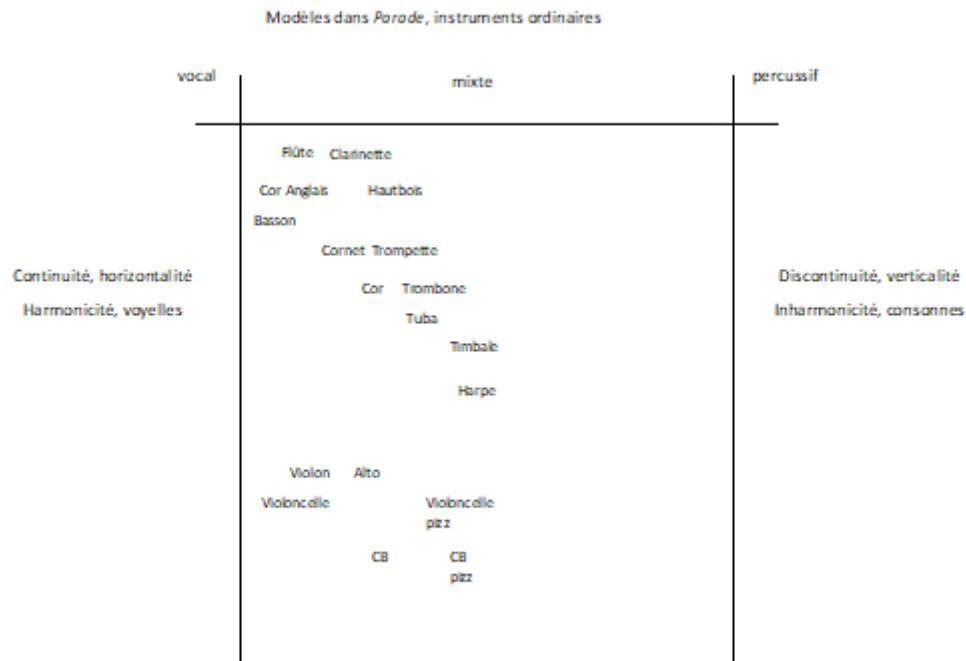 Modèles dans Parade, instruments ordinaires
vocal mixte percussif
Flûte Clarinette
Cor Anglais Hautbois
Basson
Cornet Trompette
Continuité, horizontalité Discontinuité, verticalité
Cor Trombone
Harmonicité, voyelles Inharmonicité, consonnes
Tuba
Timbale
Harpe
Violon Alto
Violoncelle Violoncelle
pizz
CB CB
pizz